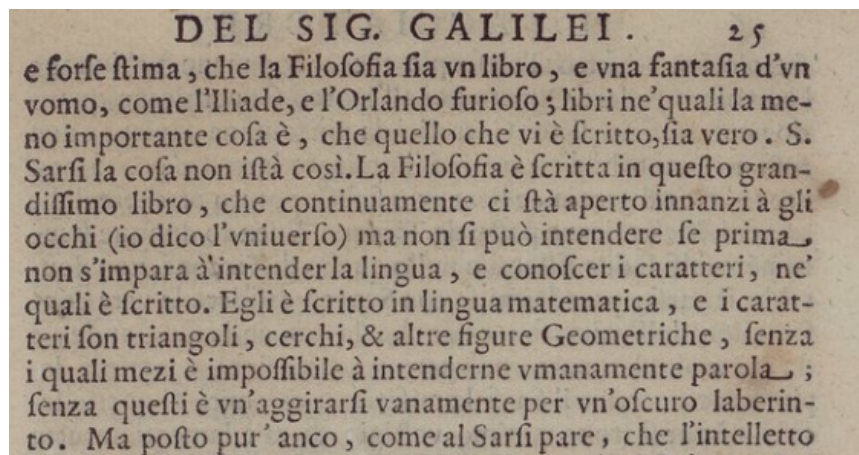 DEL SIG. GALILEI. 25
e forſe ſtima, che la Filoſofia ſia vn libro, e vna fantaſia d'vn
vomo, come l'Iliade, e l'Orlando furioſo; libri ne'quali la me-
no importante coſa è, che quello che vi è ſcritto, ſia vero. S.
Sarſi la coſa non iſtà così. La Filoſofia è ſcritta in queſto gran-
diſſimo libro, che continuamente ci ſtà aperto innanzi à gli
occhi (io dico l'vniuerſo) ma non ſi può intendere ſe prima
non s'impara à intender la lingua, e conoſcer i caratteri, ne'
quali è ſcritto. Egli è ſcritto in lingua matematica, e i carat-
teri ſon triangoli, cerchi, & altre figure Geometriche, ſenza
i quali mezi è impoſſibile à intenderne vmanamente parola;
ſenza queſti è vn'aggirarſi vanamente per vn'oſcuro laberin-
to. Ma poſto pur' anco, come al Sarſi pare, che l'intelletto